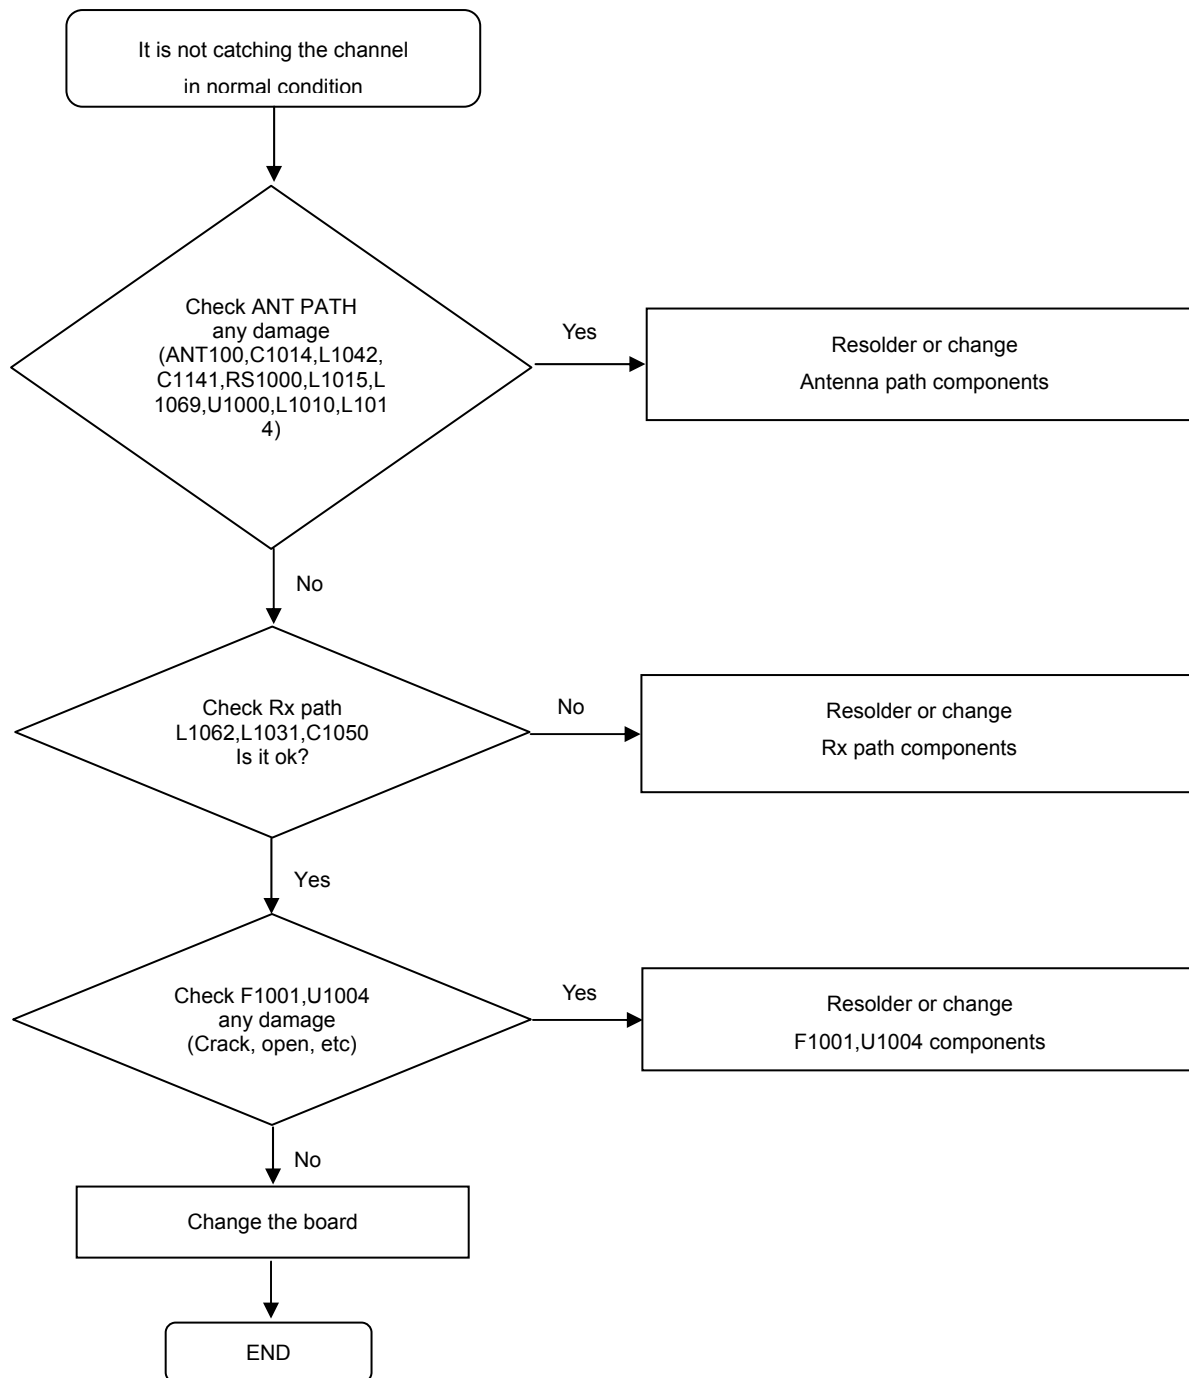 It is not catching the channel
in normal condition
Check ANT PATH
any damage
(ANT100,C1014,L1042,
C1141,RS1000,L1015,L
1069,U1000,L1010,L101
4)
Yes
Resolder or change
Antenna path components
No
Check Rx path
L1062,L1031,C1050
Is it ok?
No
Resolder or change
Rx path components
Yes
Check F1001,U1004
any damage
(Crack, open, etc)
Yes
Resolder or change
F1001,U1004 components
No
Change the board
END